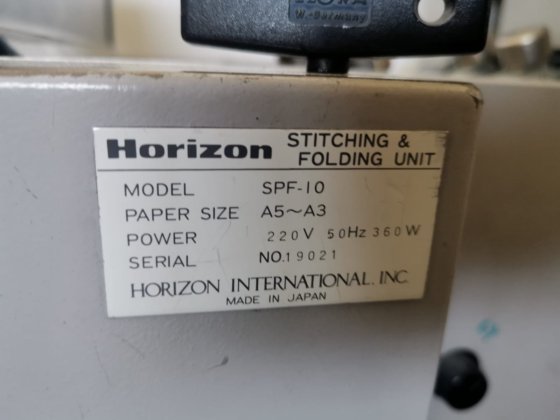 W-Germany
Horizon STITCHING &
FOLDING UNIT
MODEL SPF-10
PAPER SIZE A5~A3
POWER 220V 50Hz 360W
SERIAL NO.19021
HORIZON INTERNATIONAL. INC.
MADE IN JAPAN